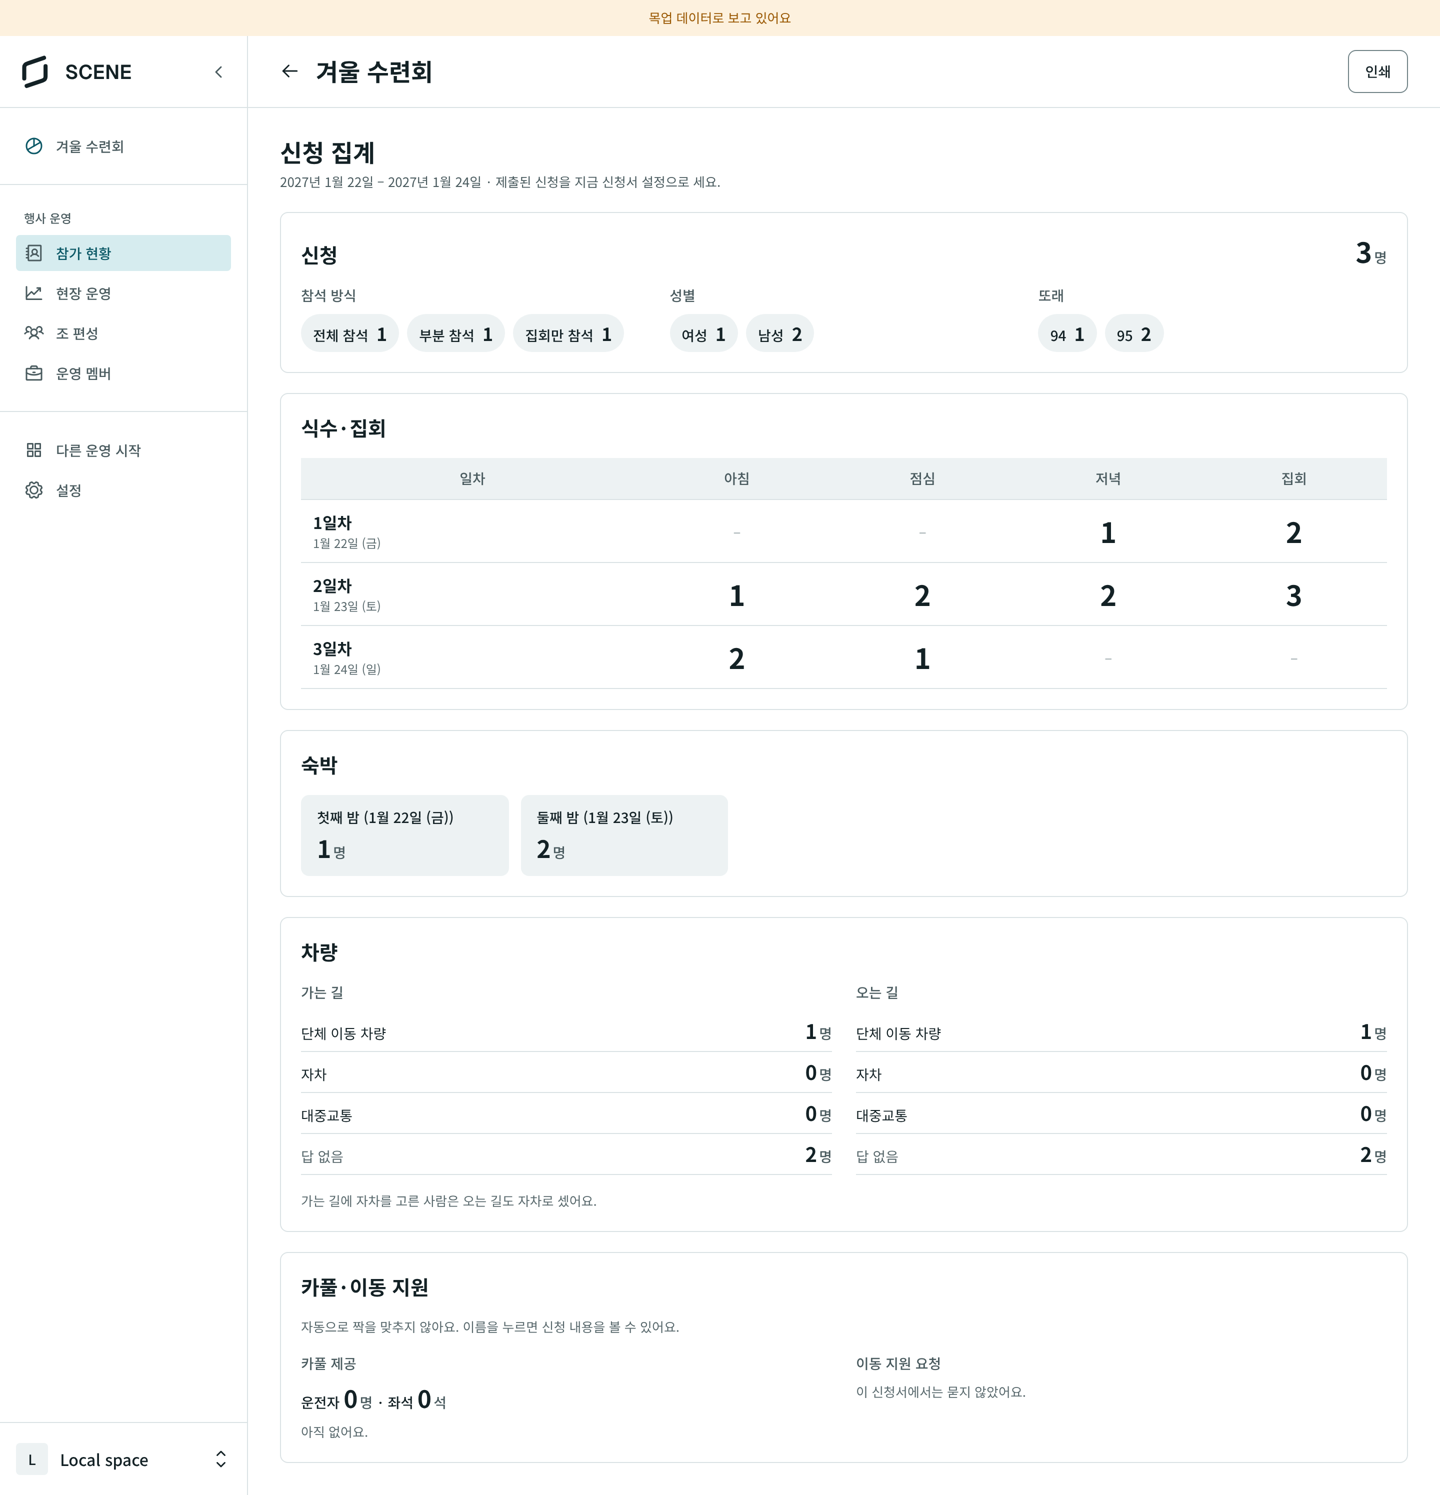 목업 데이터로 보고 있어요
SCENE
겨울 수련회
행사 운영
참가 현황
현장 운영
조 편성
운영 멤버
다른 운영 시작
설정
L Local space
겨울 수련회
인쇄
신청 집계
2027년 1월 22일 – 2027년 1월 24일 · 제출된 신청을 지금 신청서 설정으로 세요.
신청 3명
참석 방식 성별 또래
전체 참석 1 부분 참석 1 집회만 참석 1 여성 1 남성 2 94 1 95 2
식수·집회
일차 아침 점심 저녁 집회
1일차
1월 22일 (금)
– – 1 2
2일차
1월 23일 (토)
1 2 2 3
3일차
1월 24일 (일)
2 1 – –
숙박
첫째 밤 (1월 22일 (금))
1명
둘째 밤 (1월 23일 (토))
2명
차량
가는 길
단체 이동 차량 1명
자차 0명
대중교통 0명
답 없음 2명
오는 길
단체 이동 차량 1명
자차 0명
대중교통 0명
답 없음 2명
가는 길에 자차를 고른 사람은 오는 길도 자차로 셌어요.
카풀·이동 지원
자동으로 짝을 맞추지 않아요. 이름을 누르면 신청 내용을 볼 수 있어요.
카풀 제공
운전자 0명 · 좌석 0석
아직 없어요.
이동 지원 요청
이 신청서에서는 묻지 않았어요.